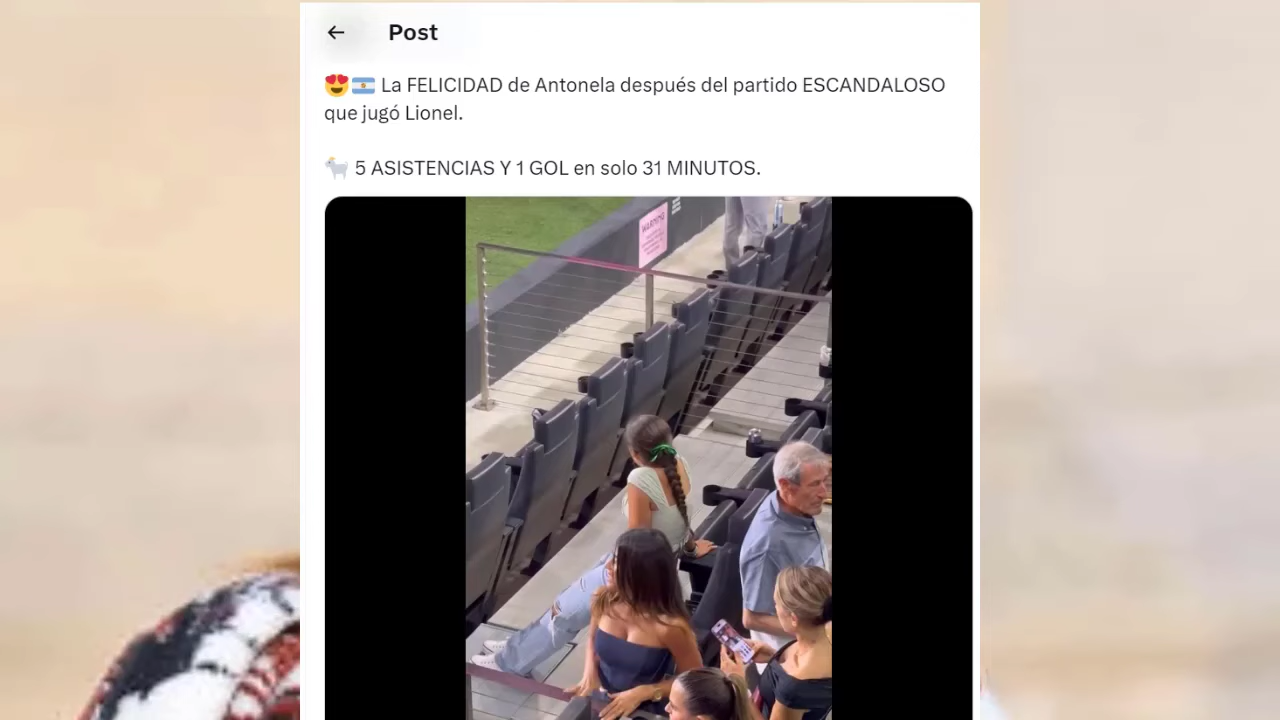 Post
😍🇦🇷 La FELICIDAD de Antonela después del partido ESCANDALOSO
que jugó Lionel.
🐐 5 ASISTENCIAS Y 1 GOL en solo 31 MINUTOS.
WARNING